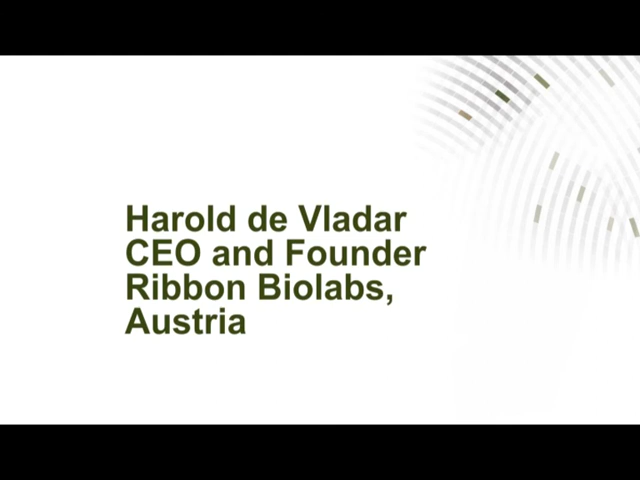 Harold de Vladar
CEO and Founder
Ribbon Biolabs,
Austria